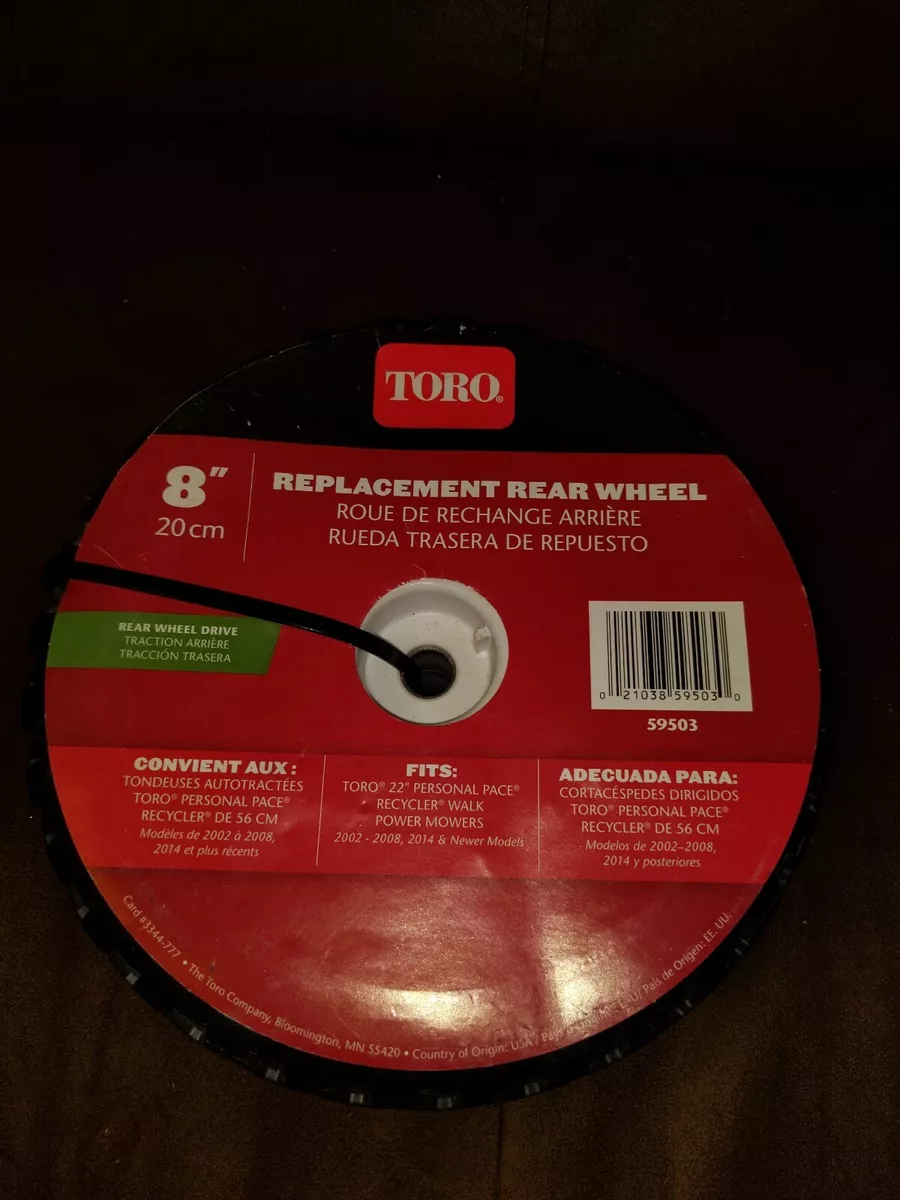 TORO®
8"
20 cm
REPLACEMENT REAR WHEEL
ROUE DE RECHANGE ARRIÈRE
RUEDA TRASERA DE REPUESTO
REAR WHEEL DRIVE
TRACTION ARRIÈRE
TRACCIÓN TRASERA
0 21038 59503 0
59503
CONVIENT AUX :
TONDEUSES AUTOTRACTÉES
TORO® PERSONAL PACE®
RECYCLER® DE 56 CM
Modèles de 2002 à 2008,
2014 et plus récents
FITS:
TORO® 22" PERSONAL PACE®
RECYCLER® WALK
POWER MOWERS
2002 - 2008, 2014 & Newer Models
ADECUADA PARA:
CORTACÉSPEDES DIRIGIDOS
TORO® PERSONAL PACE®
RECYCLER® DE 56 CM
Modelos de 2002–2008,
2014 y posteriores
Card #3344-777 • The Toro Company, Bloomington, MN 55420 • Country of Origin: USA / Pays É.-U/ País de Origen: EE. UU.